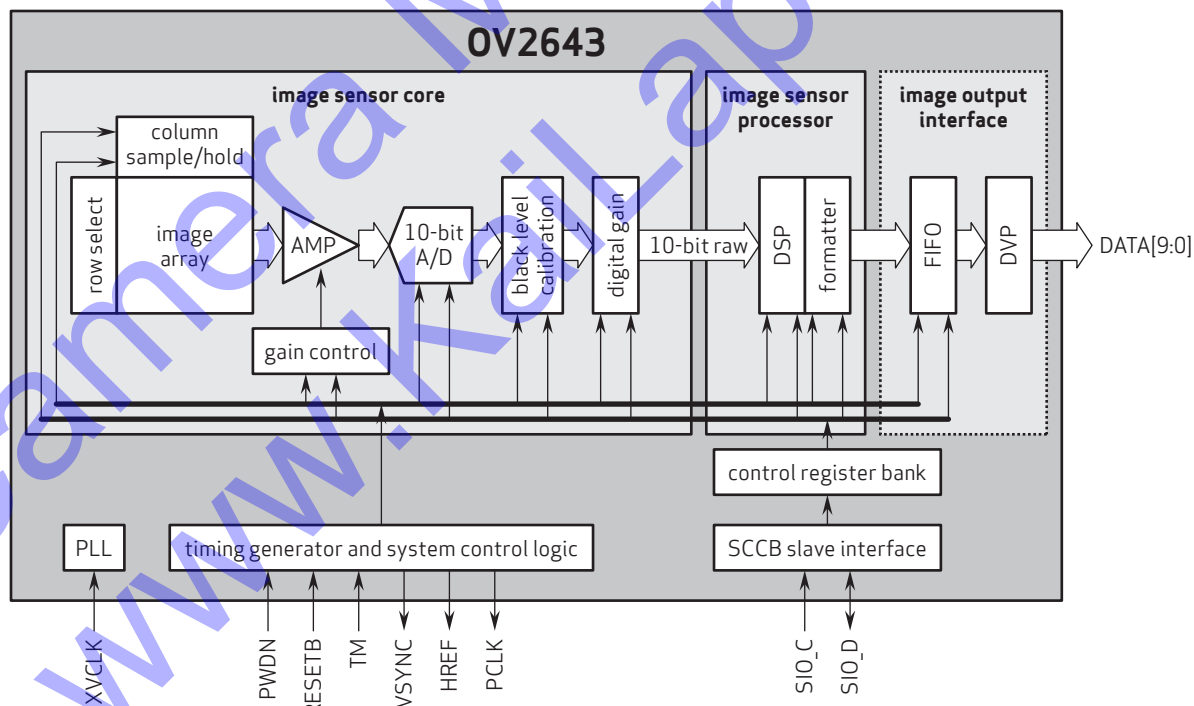 OV2643
image sensor core
image sensor
processor
image output
interface
column
sample/hold
row select
image
array
AMP
10-bit
A/D
black level
calibration
digital gain
10-bit raw
DSP
formatter
FIFO
DVP
DATA[9:0]
gain control
control register bank
PLL
timing generator and system control logic
SCCB slave interface
XVCLK
PWDN
RESETB
TM
VSYNC
HREF
PCLK
SIO_C
SIO_D
Camera M
www.KaiLap